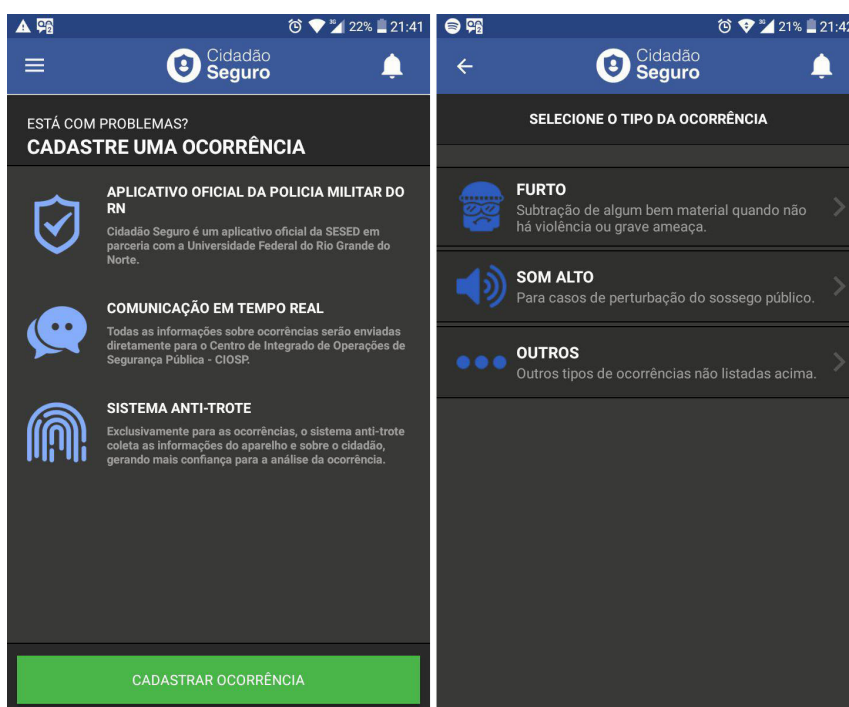 22% 21:41
Cidadão
Seguro
ESTÁ COM PROBLEMAS?
CADASTRE UMA OCORRÊNCIA
APLICATIVO OFICIAL DA POLICIA MILITAR DO
RN
Cidadão Seguro é um aplicativo oficial da SESED em
parceria com a Universidade Federal do Rio Grande do
Norte.
COMUNICAÇÃO EM TEMPO REAL
Todas as informações sobre ocorrências serão enviadas
diretamente para o Centro de Integrado de Operações de
Segurança Pública - CIOSP.
SISTEMA ANTI-TROTE
Exclusivamente para as ocorrências, o sistema anti-trote
coleta as informações do aparelho e sobre o cidadão,
gerando mais confiança para a análise da ocorrência.
CADASTRAR OCORRÊNCIA
21% 21:42
Cidadão
Seguro
SELECIONE O TIPO DA OCORRÊNCIA
FURTO
Subtração de algum bem material quando não
há violência ou grave ameaça.
SOM ALTO
Para casos de perturbação do sossego público.
OUTROS
Outros tipos de ocorrências não listadas acima.